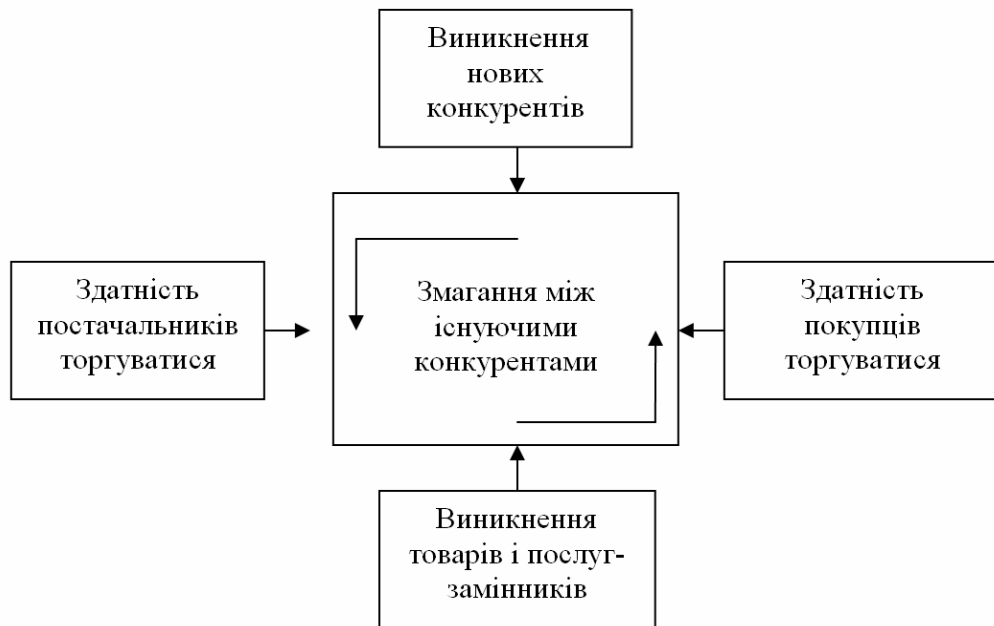 Виникнення
нових
конкурентів
Здатність
постачальників
торгуватися
Змагання між
існуючими
конкурентами
Здатність
покупців
торгуватися
Виникнення
товарів і послуг-
замінників